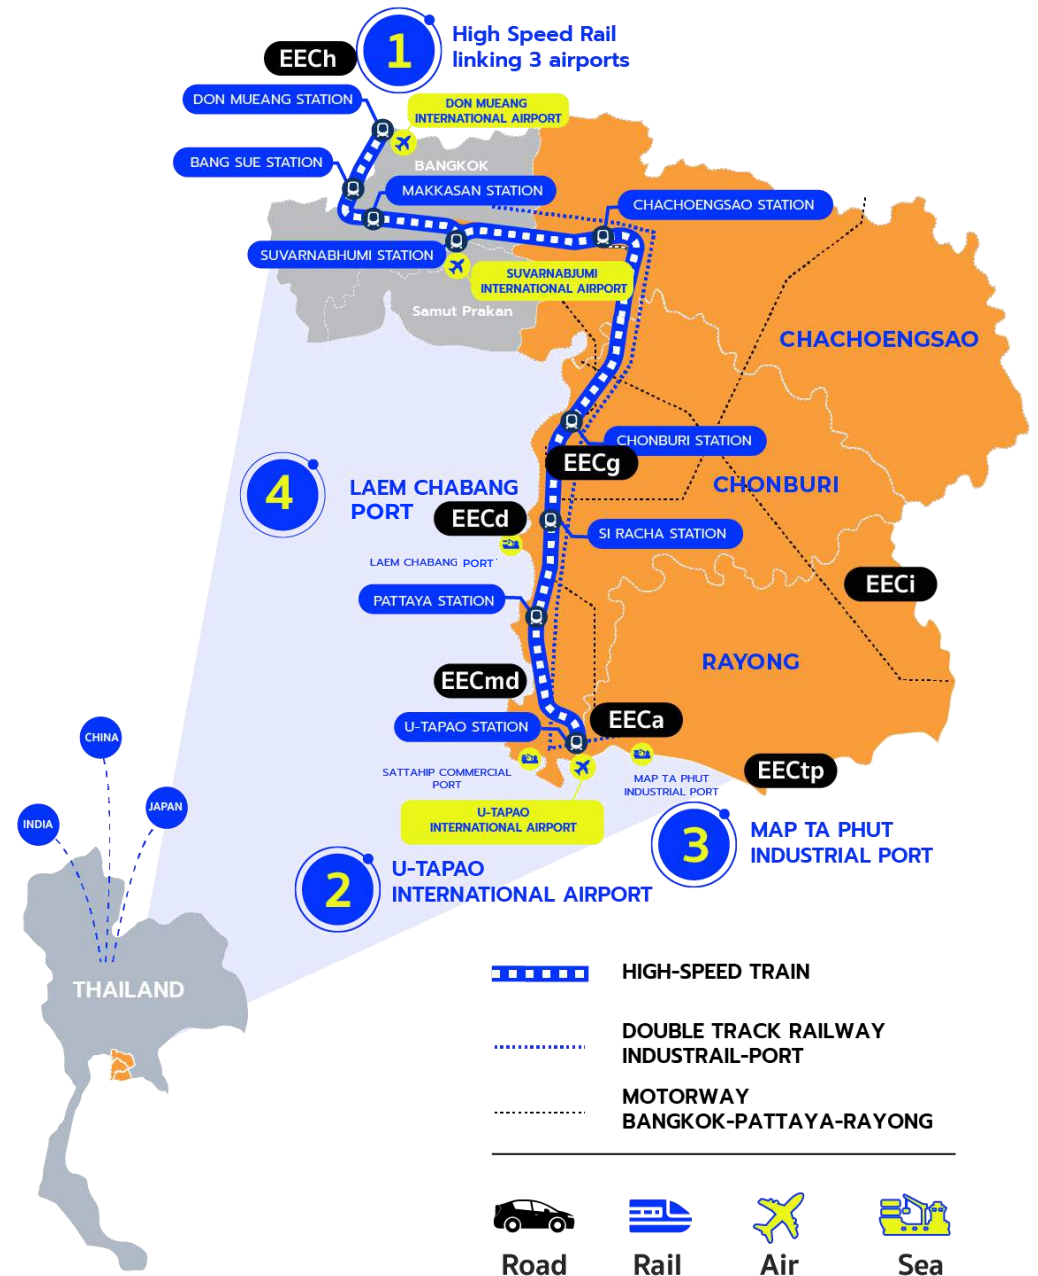 EECh
1
High Speed Rail
linking 3 airports
DON MUEANG STATION
DON MUEANG
INTERNATIONAL AIRPORT
BANG SUE STATION
BANGKOK
MAKKASAN STATION
CHACHOENGSAO STATION
SUVARNABHUMI STATION
SUVARNABJUMI
INTERNATIONAL AIRPORT
Samut Prakan
CHACHOENGSAO
CHONBURI STATION
EECg
4
LAEM CHABANG
PORT
EECd
CHONBURI
SI RACHA STATION
LAEM CHABANG PORT
EECi
PATTAYA STATION
RAYONG
EECmd
EECa
U-TAPAO STATION
CHINA
SATTAHIP COMMERCIAL
PORT
MAP TA PHUT
INDUSTRIAL PORT
EECtp
INDIA
JAPAN
U-TAPAO
INTERNATIONAL AIRPORT
3
MAP TA PHUT
INDUSTRIAL PORT
2
U-TAPAO
INTERNATIONAL AIRPORT
THAILAND
HIGH-SPEED TRAIN
DOUBLE TRACK RAILWAY
INDUSTRAIL-PORT
MOTORWAY
BANGKOK-PATTAYA-RAYONG
Road
Rail
Air
Sea